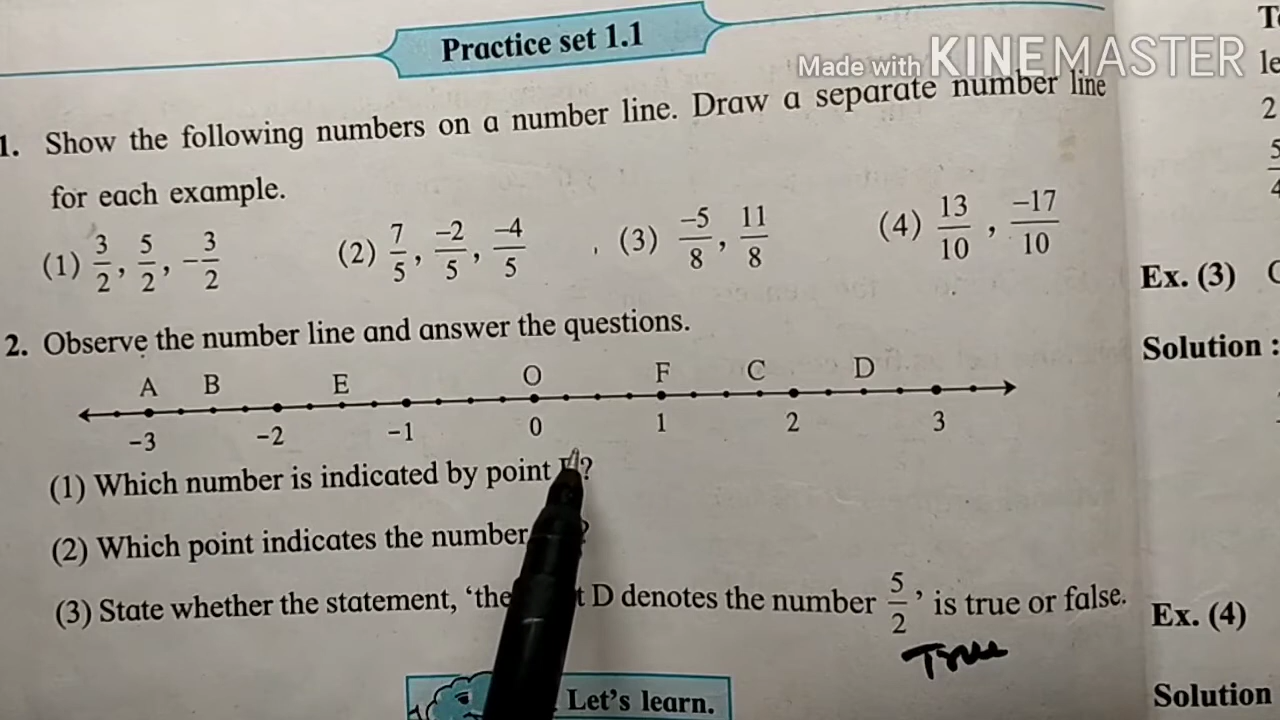 Practice set 1.1
Made with KINEMASTER
1. Show the following numbers on a number line. Draw a separate number line
for each example.
(1) 3/2, 5/2, -3/2 (2) 7/5, -2/5, -4/5 (3) -5/8, 11/8 (4) 13/10, -17/10
2. Observe the number line and answer the questions.
A B E O F C D
-3 -2 -1 0 1 2 3
(1) Which number is indicated by point ?
(2) Which point indicates the number ?
(3) State whether the statement, ‘the D denotes the number 5/2’ is true or false.
True
Let’s learn.
2
5
4
Ex. (3)
Solution :
Ex. (4)
Solution